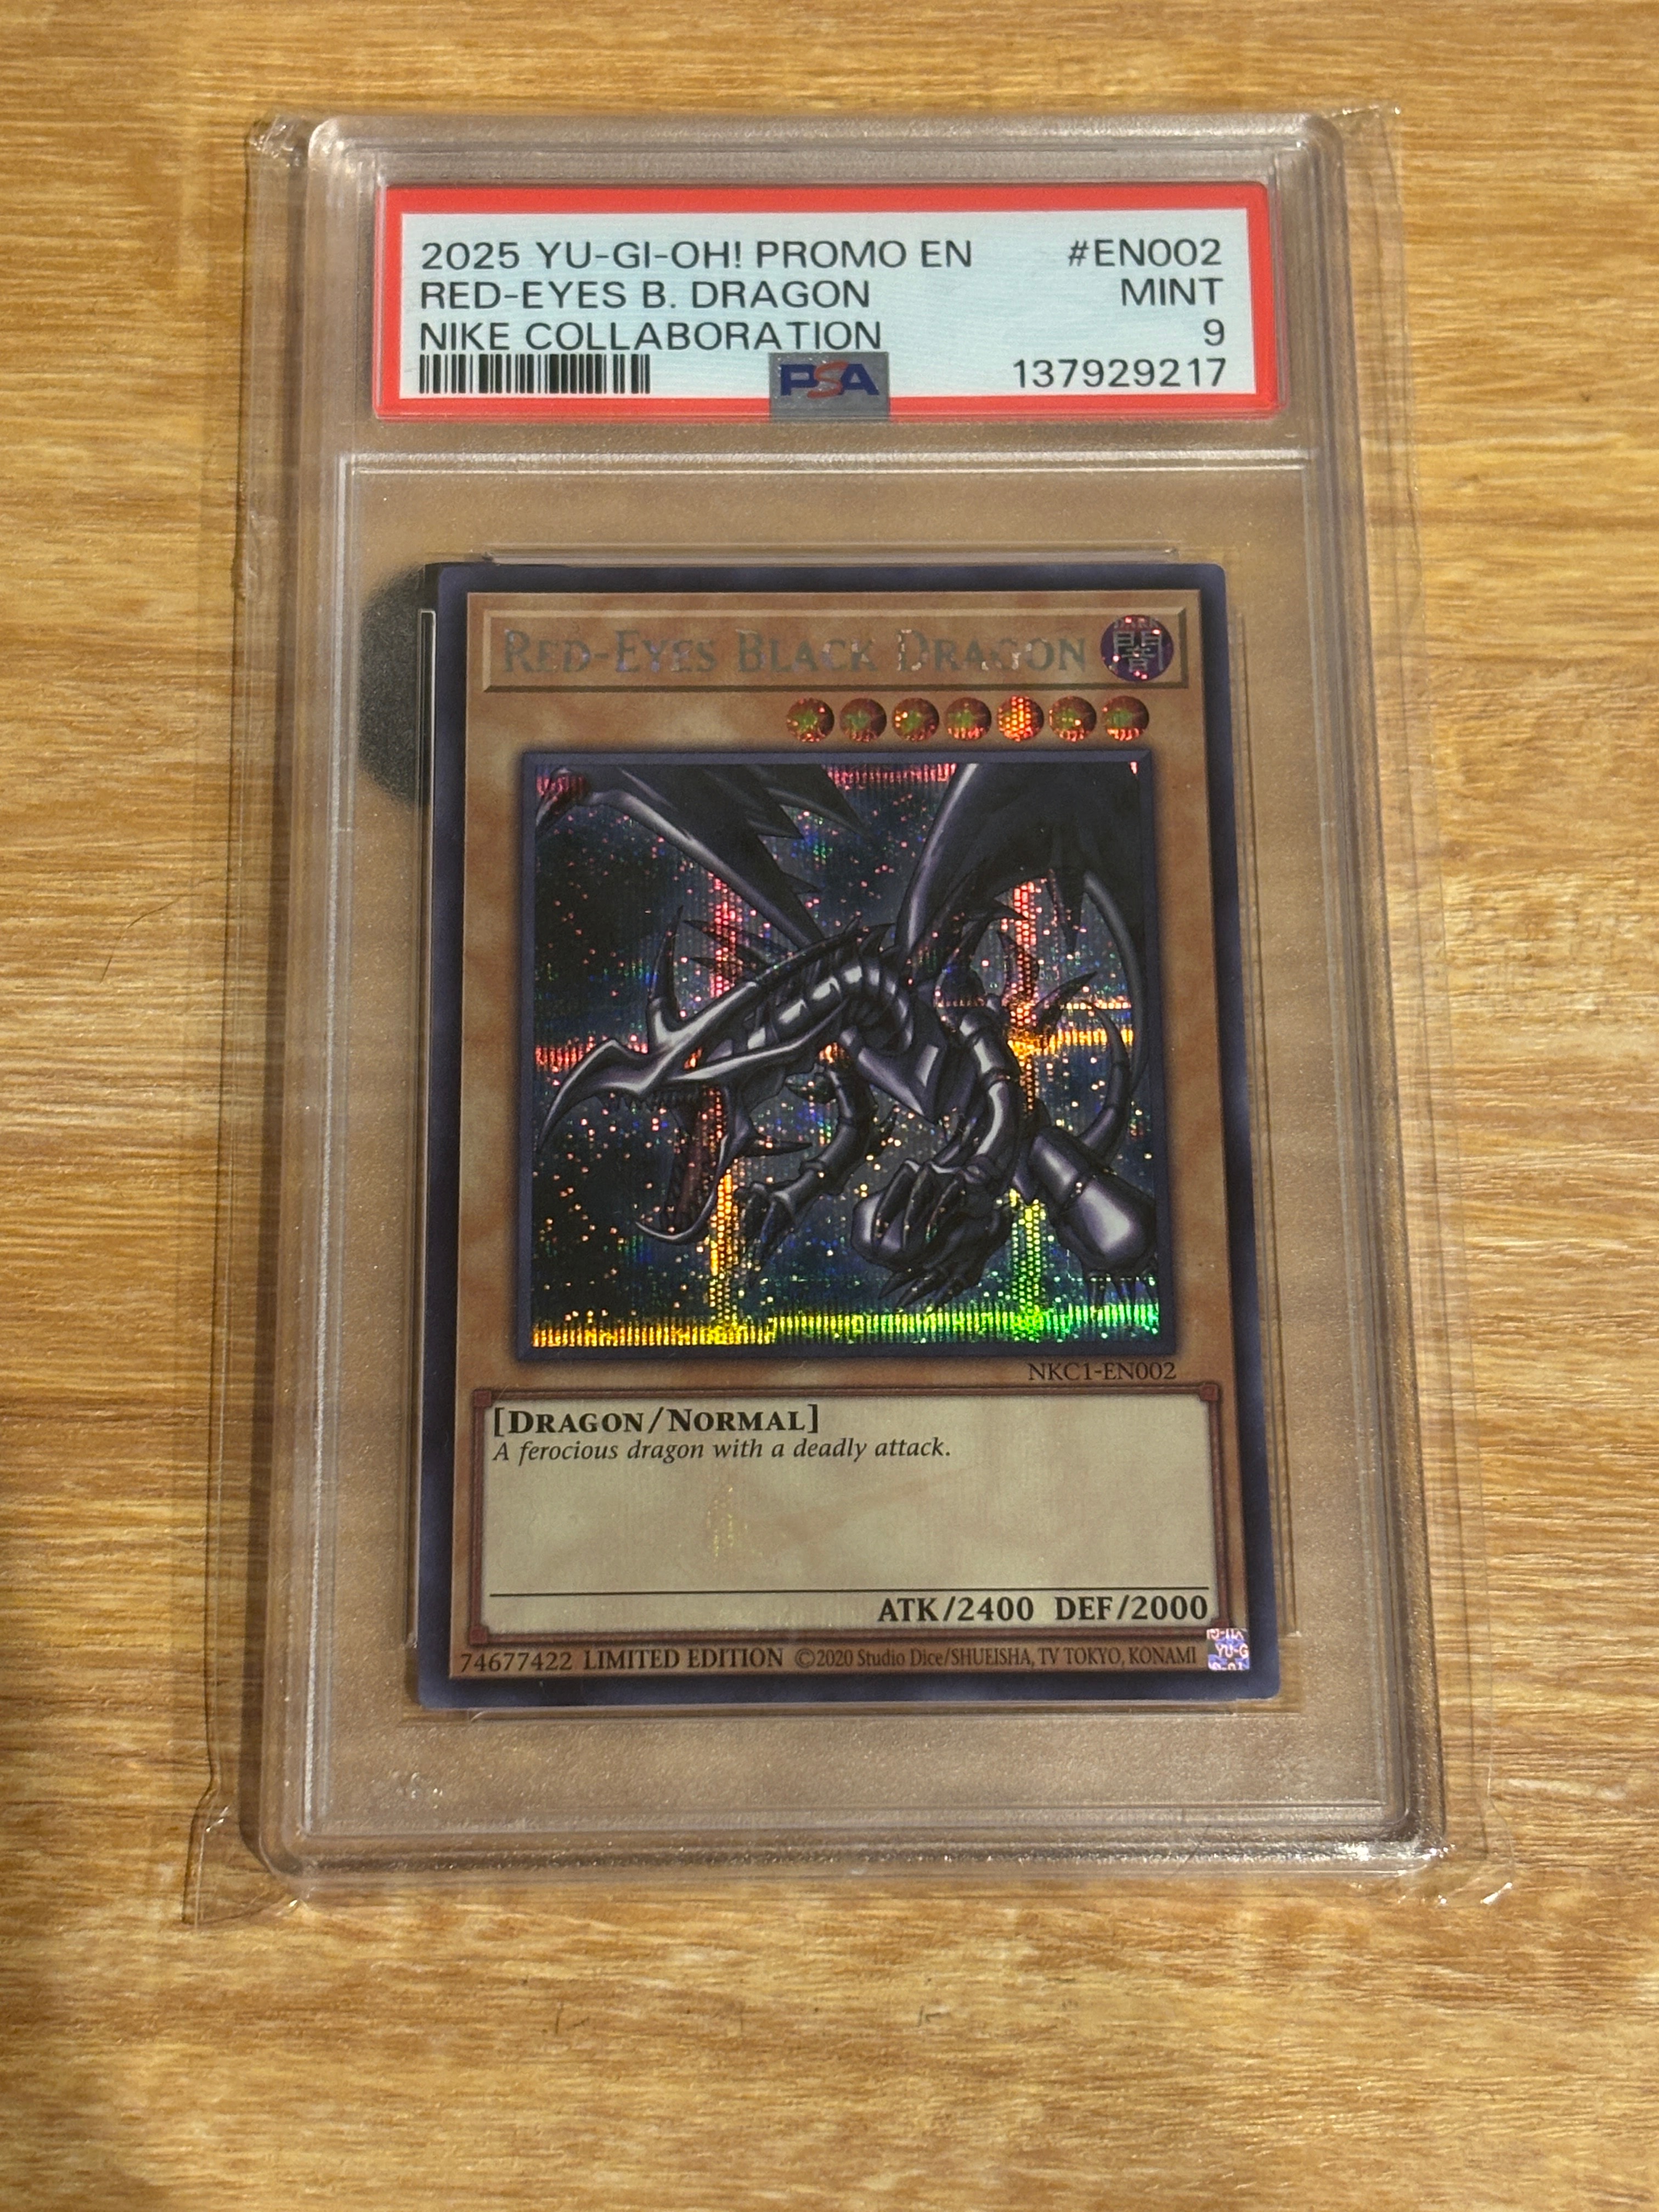 2025 YU-GI-OH! PROMO EN #EN002
RED-EYES B. DRAGON MINT
NIKE COLLABORATION 9
PSA 137929217
RED-EYES BLACK DRAGON
DARK
闇
NKC1-EN002
[DRAGON/NORMAL]
A ferocious dragon with a deadly attack.
ATK/2400 DEF/2000
74677422 LIMITED EDITION ©2020 Studio Dice/SHUEISHA, TV TOKYO, KONAMI
YU-G